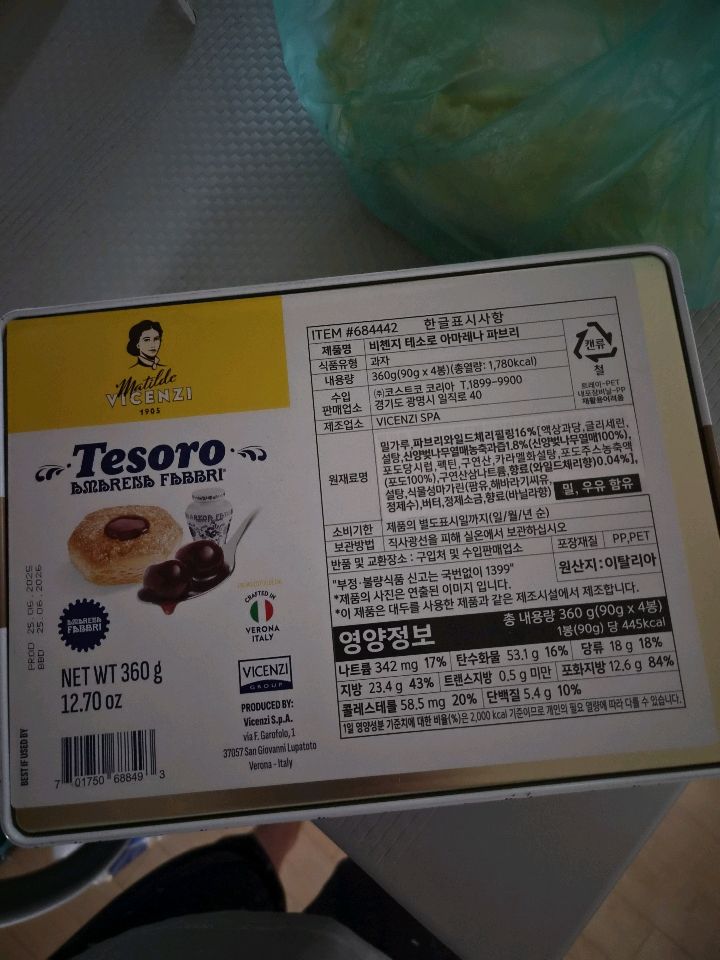 Matilde
VICENZI
1905
Tesoro
AMARENA FABBRI
CRAFTED IN
VERONA
ITALY
AMARENA
FABBRI
PROD 25.06.2025
BBD 25.06.2026
NET WT 360 g
12.70 oz
BEST IF USED BY
7 01750 68849 3
VICENZI
GROUP
PRODUCED BY:
Vicenzi S.p.A.
via F. Garofolo, 1
37057 San Giovanni Lupatoto
Verona - Italy
ITEM #684442 한글표시사항
제품명 비첸지 테소로 아마레나 파브리
식품유형 과자
내용량 360g(90g x 4봉)(총열량: 1,780kcal)
수입
판매업소
㈜코스트코 코리아 T.1899-9900
경기도 광명시 일직로 40
제조업소 VICENZI SPA
캔류
철
트레이-PET
내포장비닐-PP
재활용어려움
원재료명
밀가루,파브리와일드체리필링16%[액상과당,글리세린,
설탕,신양벚나무열매농축과즙1.8%(신양벚나무열매100%),
포도당시럽,펙틴,구연산,카라멜화설탕,포도주스농축액
(포도100%),구연산삼나트륨,향료(와일드체리향)0.04%],
설탕,식물성마가린(팜유,해바라기씨유,
정제수),버터,정제소금,향료(바닐라향)
밀, 우유 함유
소비기한 제품의 별도표시일까지(일/월/년 순)
보관방법 직사광선을 피해 실온에서 보관하십시오
반품 및 교환장소 : 구입처 및 수입판매업소
포장재질 PP,PET
"부정·불량식품 신고는 국번없이 1399"
*제품의 사진은 연출된 이미지 입니다.
원산지:이탈리아
*이 제품은 대두를 사용한 제품과 같은 제조시설에서 제조합니다.
영양정보
총 내용량 360 g(90g x 4봉)
1봉(90g) 당 445kcal
나트륨 342 mg 17% 탄수화물 53.1 g 16% 당류 18 g 18%
지방 23.4 g 43% 트랜스지방 0.5 g 미만 포화지방 12.6 g 84%
콜레스테롤 58.5 mg 20% 단백질 5.4 g 10%
1일 영양성분 기준치에 대한 비율(%)은 2,000 kcal 기준이므로 개인의 필요 열량에 따라 다를 수 있습니다.